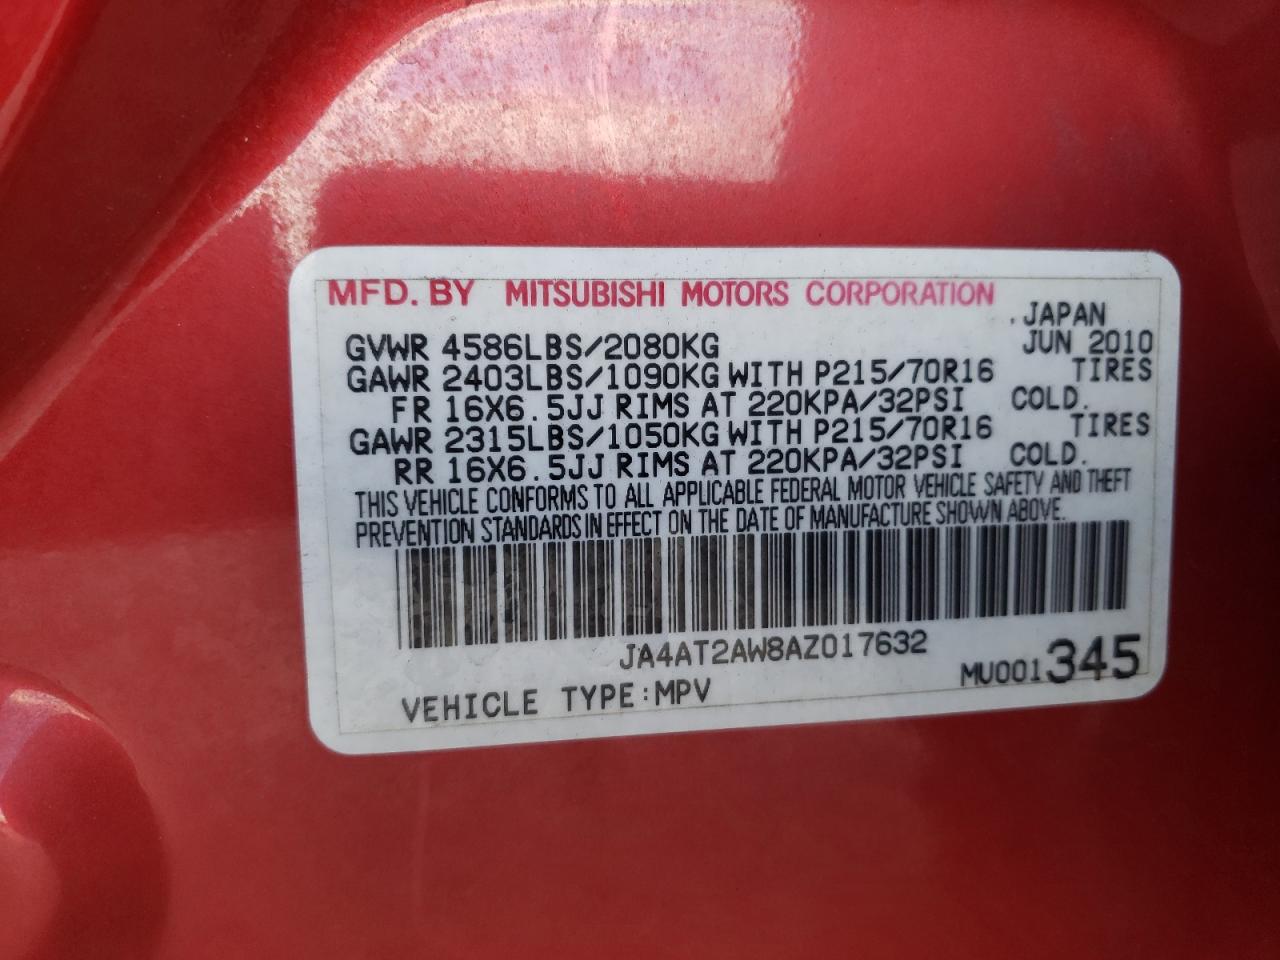 MFD. BY MITSUBISHI MOTORS CORPORATION
. JAPAN
GVWR 4586LBS/2080KG JUN 2010
GAWR 2403LBS/1090KG WITH P215/70R16 TIRES
FR 16X6.5JJ RIMS AT 220KPA/32PSI COLD.
GAWR 2315LBS/1050KG WITH P215/70R16 TIRES
RR 16X6.5JJ RIMS AT 220KPA/32PSI COLD.
THIS VEHICLE CONFORMS TO ALL APPLICABLE FEDERAL MOTOR VEHICLE SAFETY AND THEFT
PREVENTION STANDARDS IN EFFECT ON THE DATE OF MANUFACTURE SHOWN ABOVE.
JA4AT2AW8AZ017632
MU001345
VEHICLE TYPE:MPV